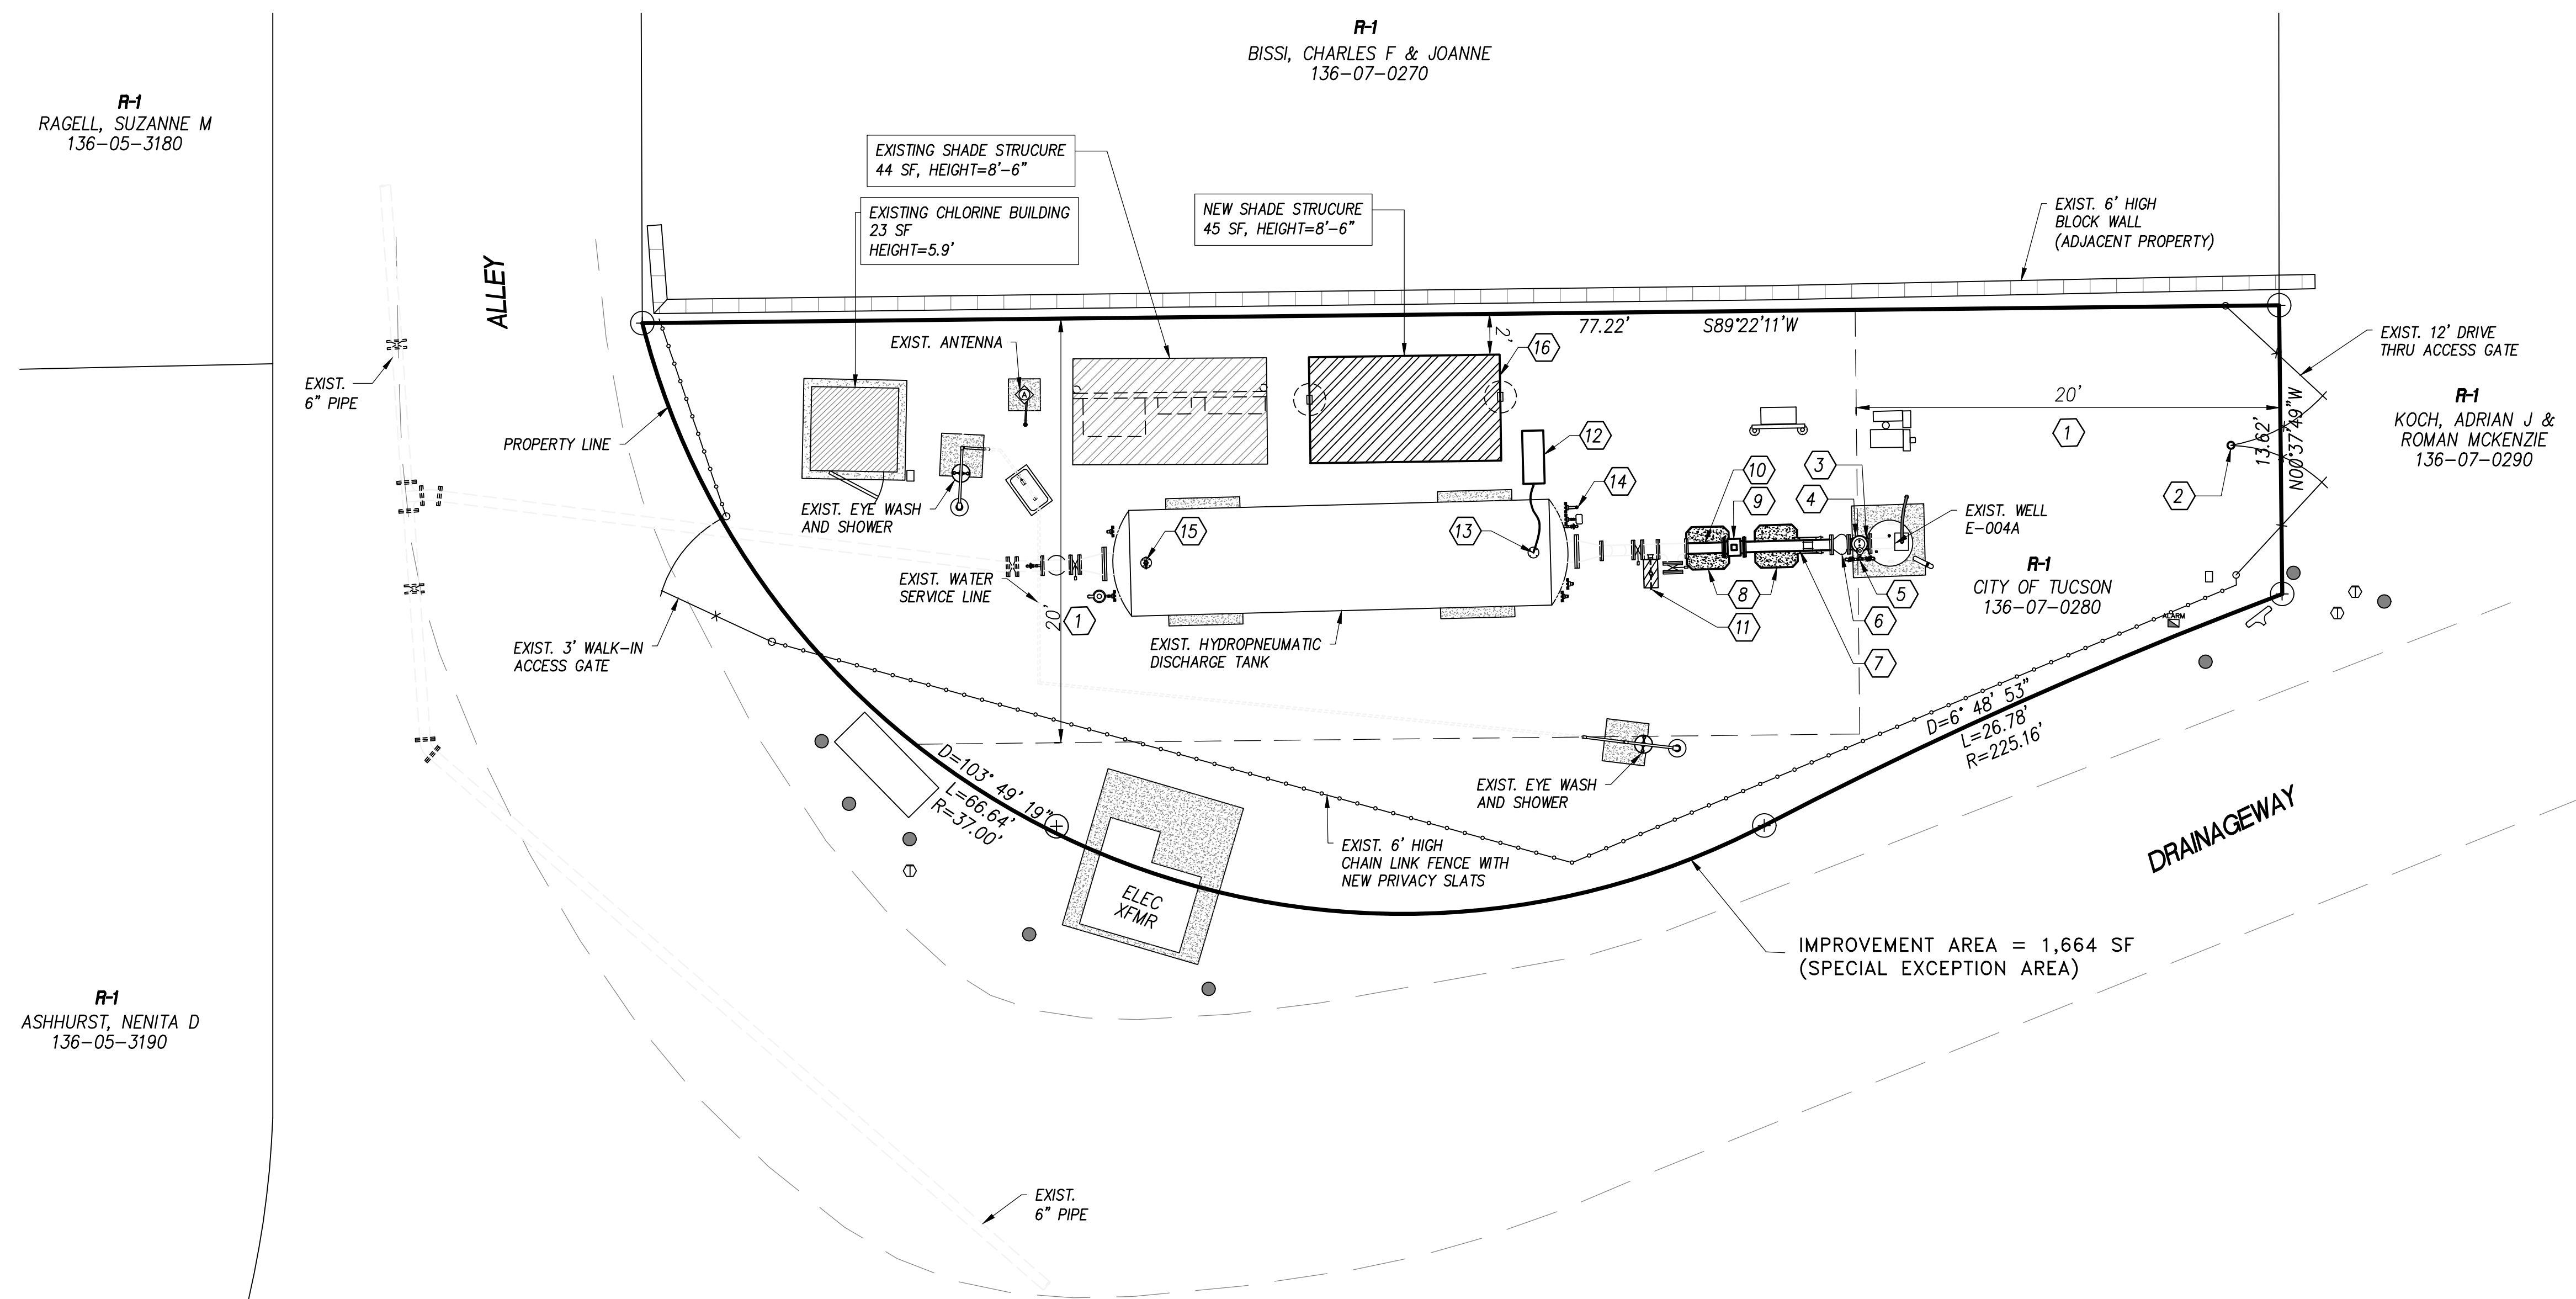 R-1
BISSI, CHARLES F & JOANNE
136-07-0270
R-1
RAGELL, SUZANNE M
136-05-3180
EXISTING SHADE STRUCURE
44 SF, HEIGHT=8'-6"
EXISTING CHLORINE BUILDING
23 SF
HEIGHT=5.9'
NEW SHADE STRUCURE
45 SF, HEIGHT=8'-6"
EXIST. 6' HIGH
BLOCK WALL
(ADJACENT PROPERTY)
ALLEY
EXIST.
6" PIPE
PROPERTY LINE
EXIST. ANTENNA
A
2'
16
77.22'
S89°22'11'W
EXIST. 12' DRIVE
THRU ACCESS GATE
20'
1
13.62'
N00°37'49"W
R-1
KOCH, ADRIAN J &
ROMAN MCKENZIE
136-07-0290
2
12
14
10
9
3
4
EXIST. EYE WASH
AND SHOWER
15
13
EXIST. WELL
E-004A
EXIST. WATER
SERVICE LINE
20'
1
8
11
5
6
7
R-1
CITY OF TUCSON
136-07-0280
ALARM
EXIST. 3' WALK-IN
ACCESS GATE
EXIST. HYDROPNEUMATIC
DISCHARGE TANK
D=6° 48' 53"
L=26.78'
R=225.16'
D=103° 49' 19"
L=66.64'
R=37.00'
EXIST. EYE WASH
AND SHOWER
EXIST. 6' HIGH
CHAIN LINK FENCE WITH
NEW PRIVACY SLATS
ELEC
XFMR
DRAINAGEWAY
IMPROVEMENT AREA = 1,664 SF
(SPECIAL EXCEPTION AREA)
R-1
ASHHURST, NENITA D
136-05-3190
EXIST.
6" PIPE